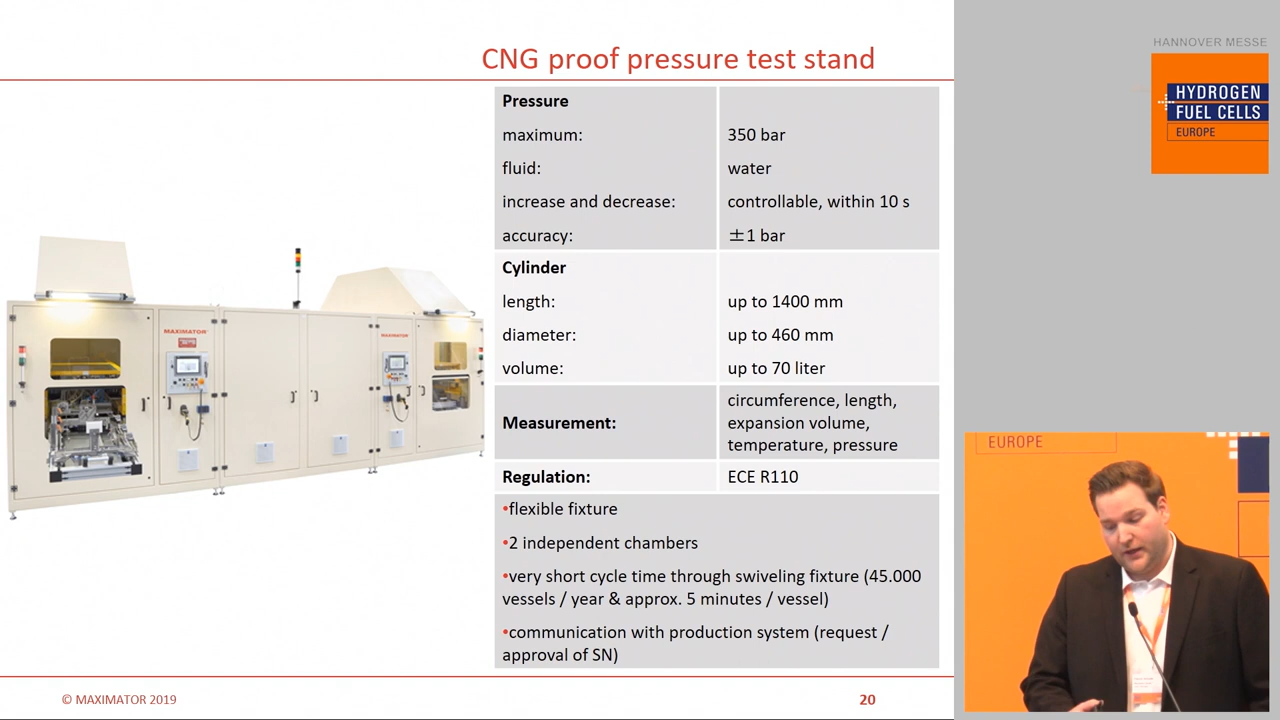 CNG proof pressure test stand
HANNOVER MESSE
HYDROGEN
FUEL CELLS
EUROPE
Pressure
maximum: 350 bar
fluid: water
increase and decrease: controllable, within 10 s
accuracy: ±1 bar
Cylinder
length: up to 1400 mm
diameter: up to 460 mm
volume: up to 70 liter
Measurement: circumference, length,
expansion volume,
temperature, pressure
Regulation: ECE R110
•flexible fixture
•2 independent chambers
•very short cycle time through swiveling fixture (45.000
vessels / year & approx. 5 minutes / vessel)
•communication with production system (request /
approval of SN)
MAXIMATOR
MAXIMATOR
EUROPE
© MAXIMATOR 2019
20